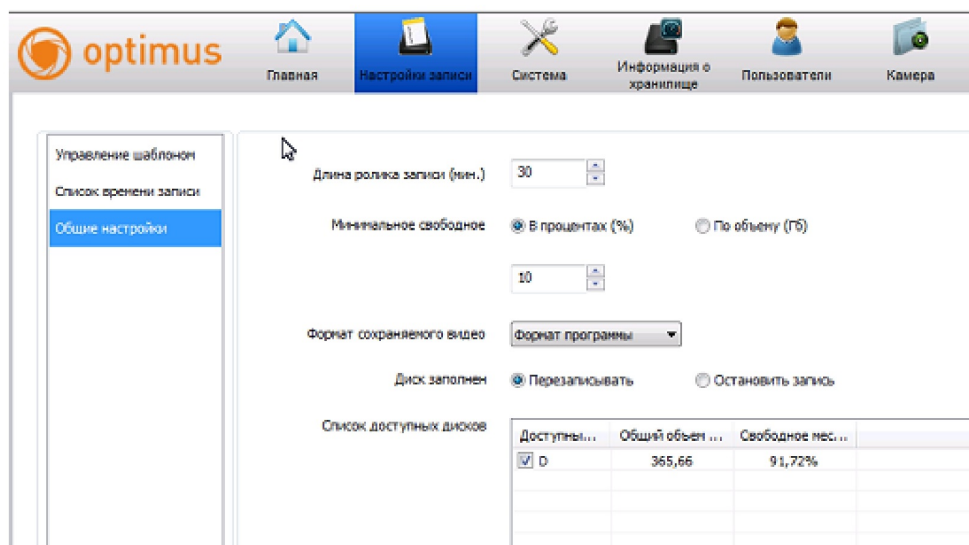 optimus
Главная
Настройки записи
Система
Информация о
хранилище
Пользователи
Камера
Управление шаблоном
Список времени записи
Общие настройки
Длина ролика записи (мин.)
30
Минимальное свободное
В процентах (%)
По объему (Гб)
10
Формат сохраняемого видео
Формат программы
Диск заполнен
Перезаписывать
Остановить запись
Список доступных дисков
Доступны...
Общий объем ...
Свободное мес...
D
365,66
91,72%